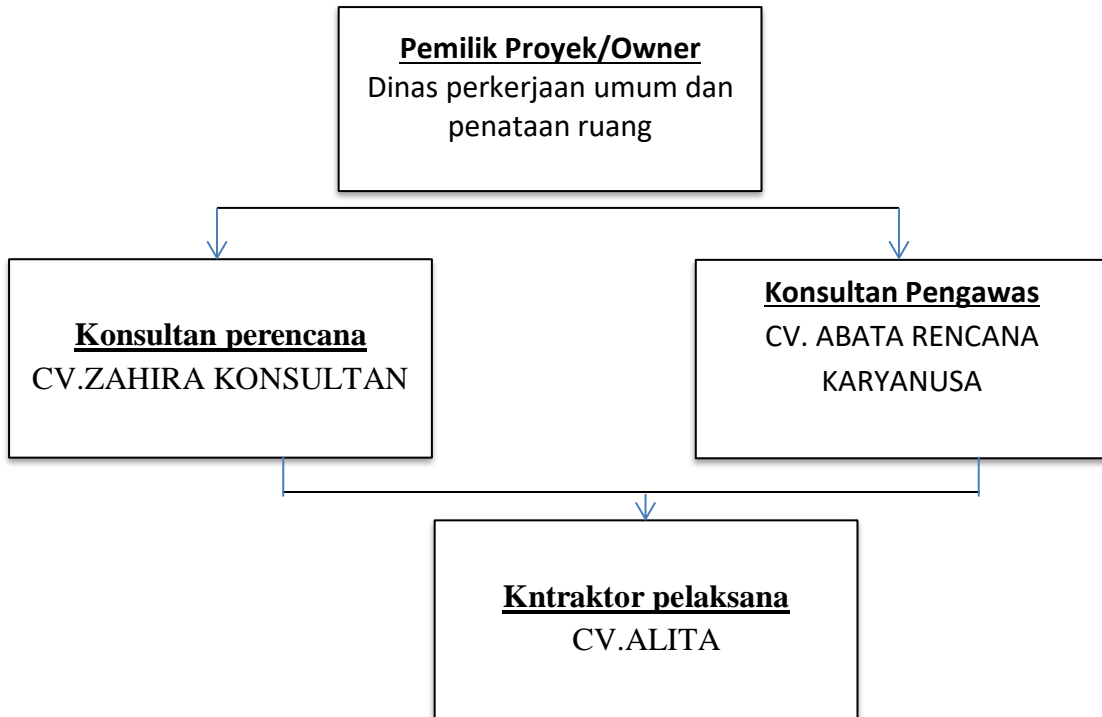 Pemilik Proyek/Owner
Dinas perkerjaan umum dan
penataan ruang
Konsultan perencana
CV.ZAHIRA KONSULTAN
Konsultan Pengawas
CV. ABATA RENCANA
KARYANUSA
Kntraktor pelaksana
CV.ALITA